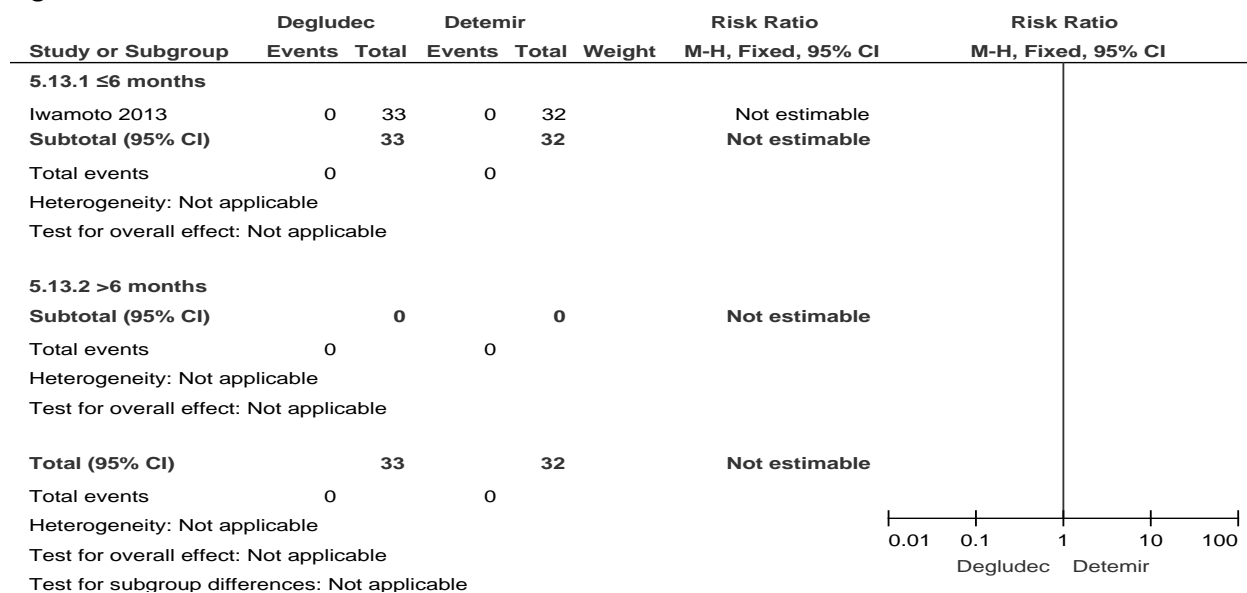 Degludec Detemir Risk Ratio Risk Ratio
Study or Subgroup Events Total Events Total Weight M-H, Fixed, 95% CI M-H, Fixed, 95% CI
5.13.1 ≤6 months
Iwamoto 2013 0 33 0 32 Not estimable
Subtotal (95% CI) 33 32 Not estimable
Total events 0 0
Heterogeneity: Not applicable
Test for overall effect: Not applicable
5.13.2 >6 months
Subtotal (95% CI) 0 0 Not estimable
Total events 0 0
Heterogeneity: Not applicable
Test for overall effect: Not applicable
Total (95% CI) 33 32 Not estimable
Total events 0 0
Heterogeneity: Not applicable
Test for overall effect: Not applicable
Test for subgroup differences: Not applicable
0.01 0.1 1 10 100
Degludec Detemir